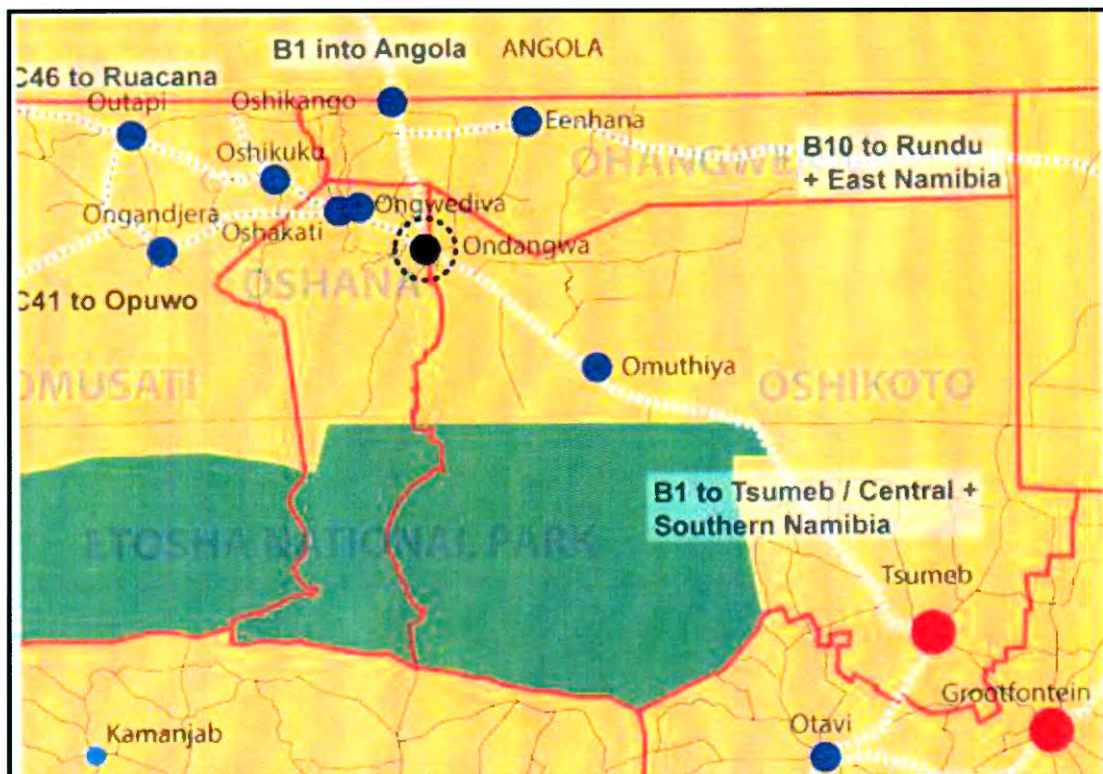 B1 into Angola
ANGOLA
C46 to Ruacana
Outapi
Oshikango
Eenhana
Oshikuku
OHANGWE
B10 to Rundu
+ East Namibia
Ongandjera
Ongwediva
Oshakati
Ondangwa
OSHANA
C41 to Opuwo
Omuthiya
OMUSATI
OSHIKOTO
B1 to Tsumeb / Central +
Southern Namibia
ETOSHA NATIONAL PARK
Tsumeb
Grootfontein
Otavi
Kamanjab